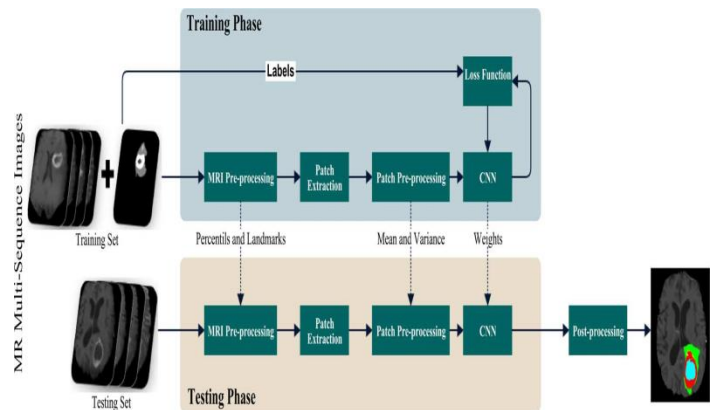 Training Phase
Labels
Loss Function
MR Multi-Sequence Images
MRI Pre-processing
Patch
Extraction
Patch Pre-processing
CNN
Training Set
Percentils and Landmarks
Mean and Variance
Weights
MRI Pre-processing
Patch
Extraction
Patch Pre-processing
CNN
Post-processing
Testing Set
Testing Phase